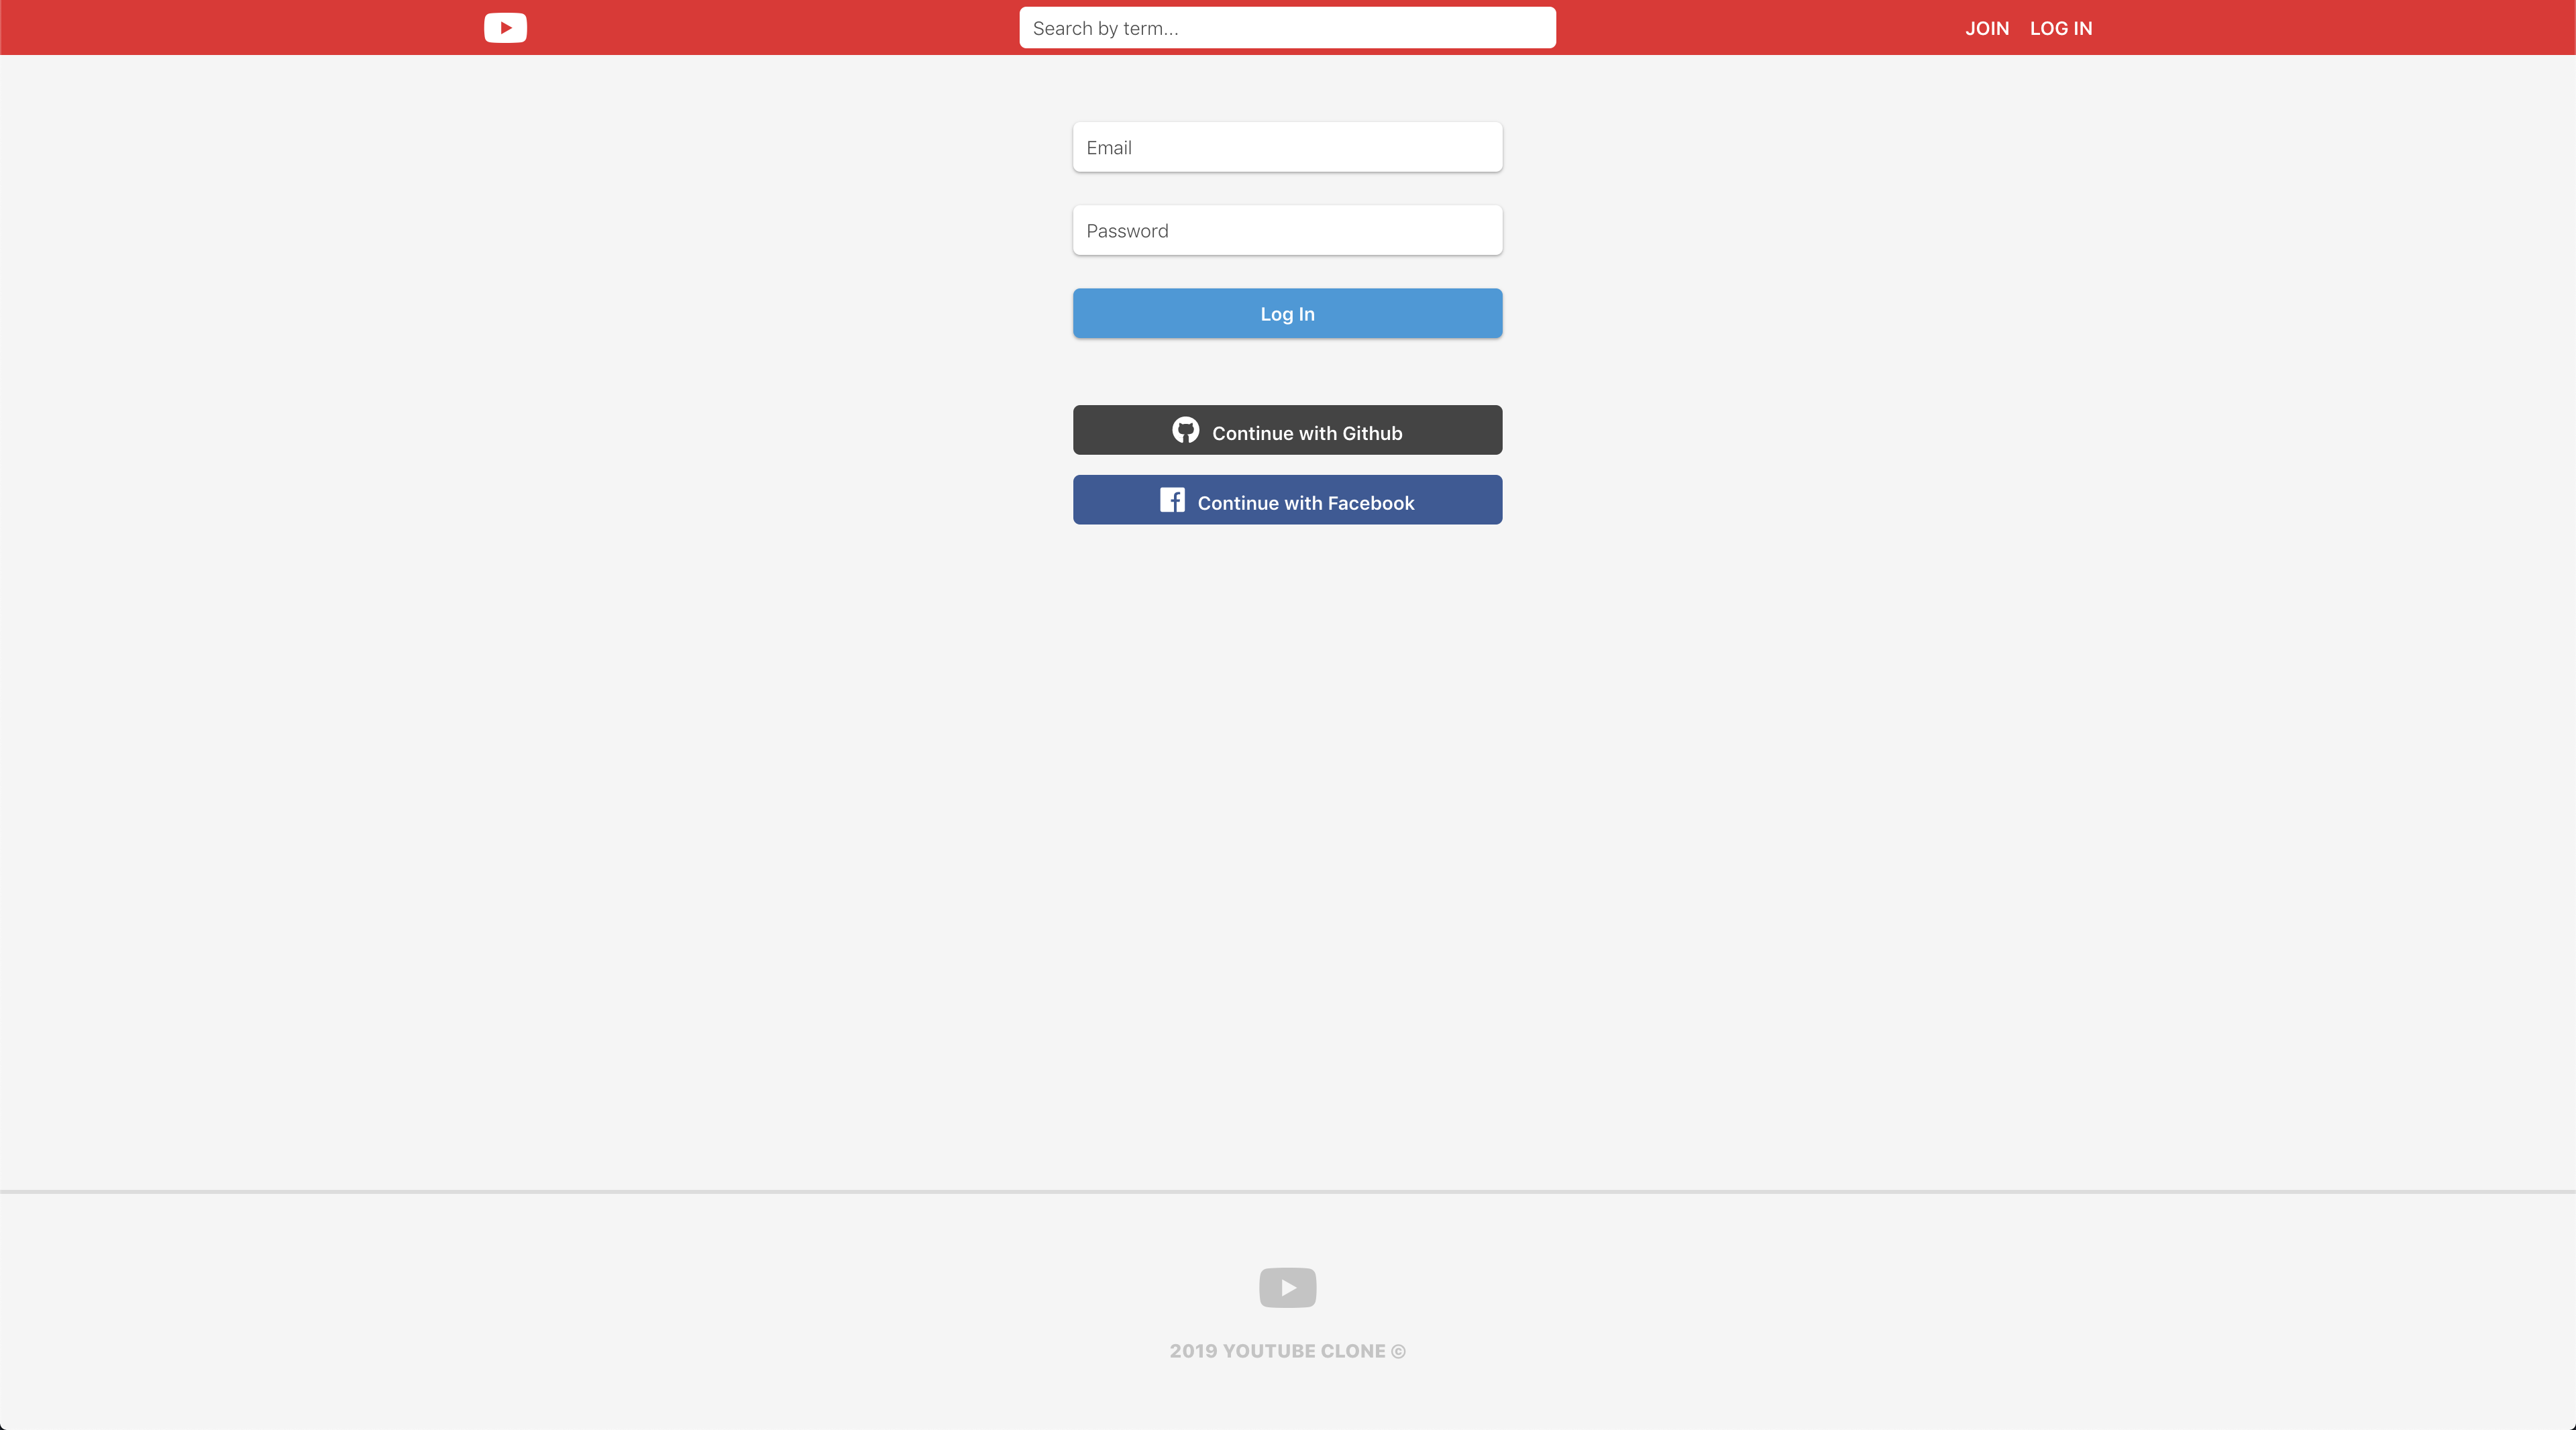 Search by term...
JOIN LOG IN
Email
Password
Log In
Continue with Github
Continue with Facebook
2019 YOUTUBE CLONE ©